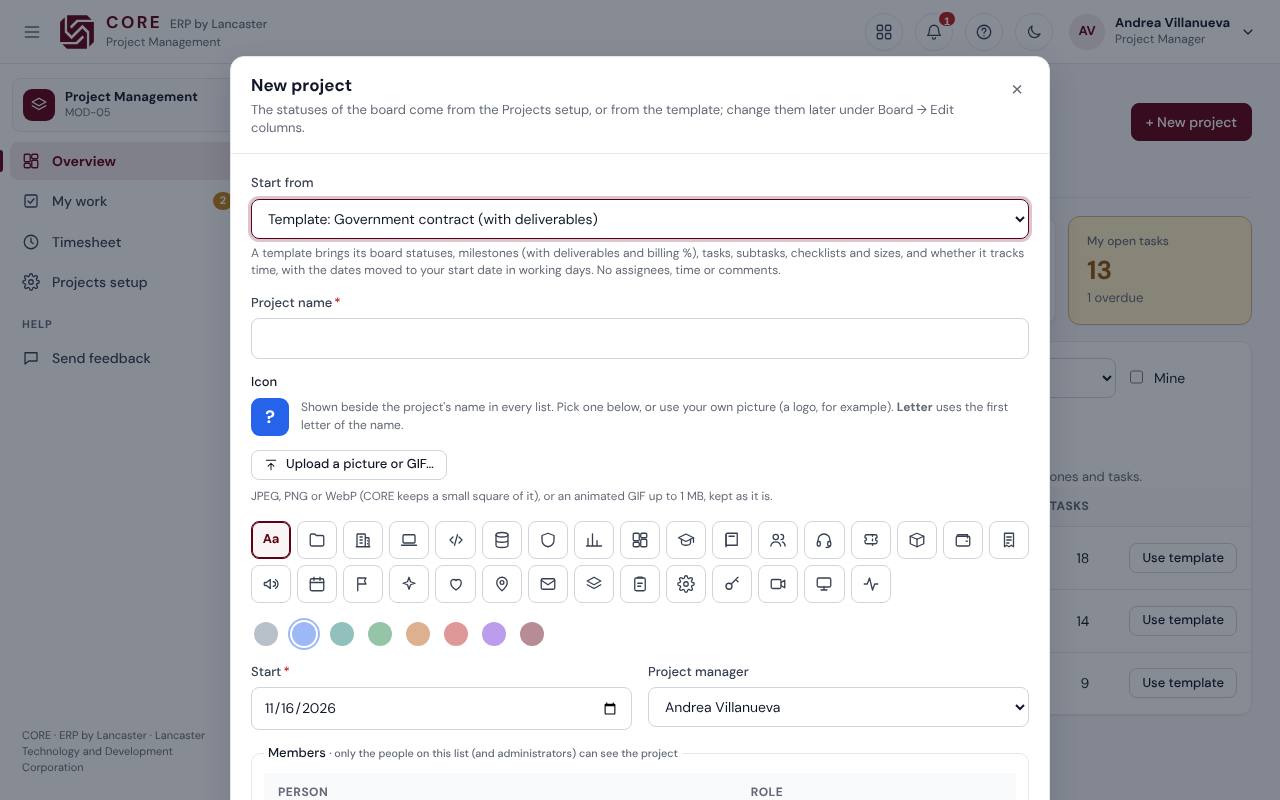 CORE ERP by Lancaster
Project Management
1
AV
Andrea Villanueva
Project Manager
Project Management
MOD-05
Overview
My work
2
Timesheet
Projects setup
HELP
Send feedback
CORE · ERP by Lancaster · Lancaster
Technology and Development
Corporation
+ New project
My open tasks
13
1 overdue
Mine
ones and tasks.
TASKS
18
Use template
14
Use template
9
Use template
New project
The statuses of the board come from the Projects setup, or from the template; change them later under Board → Edit
columns.
×
Start from
Template: Government contract (with deliverables)
A template brings its board statuses, milestones (with deliverables and billing %), tasks, subtasks, checklists and sizes, and whether it tracks
time, with the dates moved to your start date in working days. No assignees, time or comments.
Project name *
Icon
?
Shown beside the project's name in every list. Pick one below, or use your own picture (a logo, for example). Letter uses the first
letter of the name.
Upload a picture or GIF...
JPEG, PNG or WebP (CORE keeps a small square of it), or an animated GIF up to 1 MB, kept as it is.
Aa
Start *
Project manager
11/16/2026
Andrea Villanueva
Members · only the people on this list (and administrators) can see the project
PERSON
ROLE